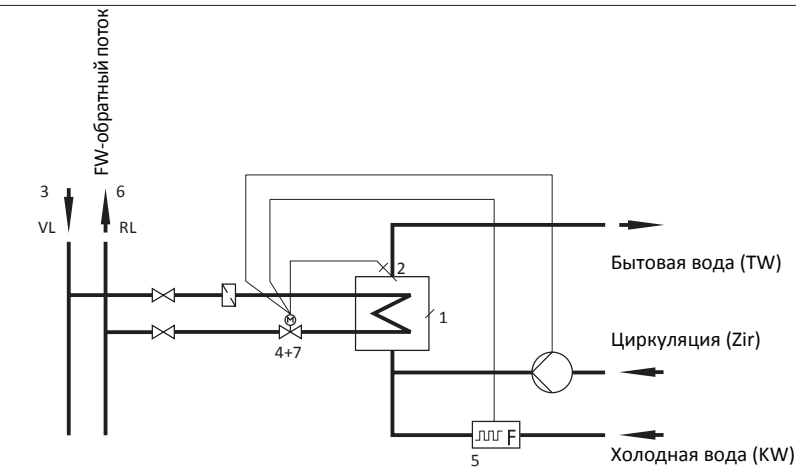 FW-обратный поток
3
6
VL
RL
Бытовая вода (TW)
2
1
M
4+7
Циркуляция (Zir)
F
5
Холодная вода (KW)